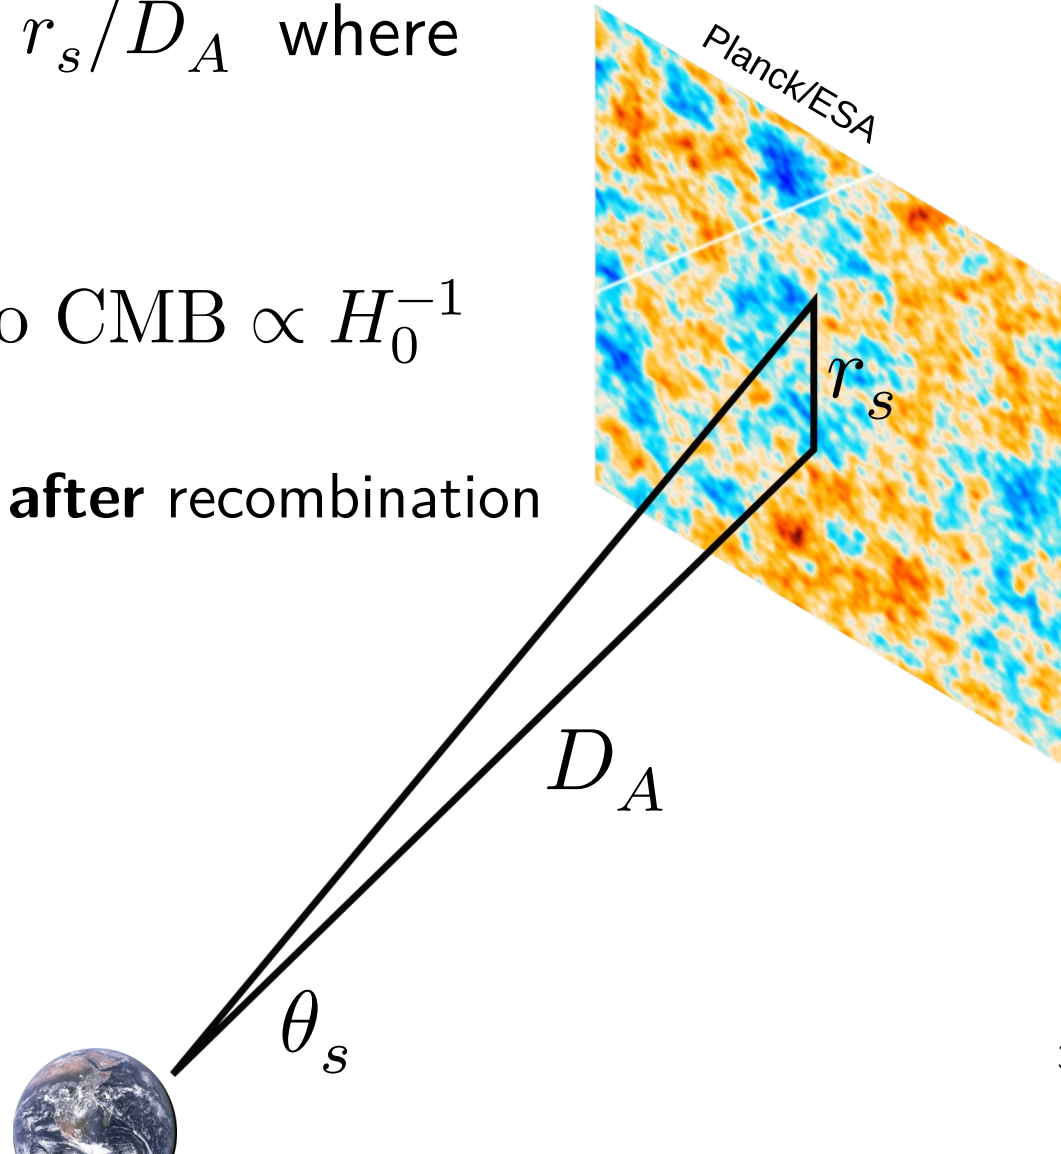 r_s/D_A where
Planck/ESA
CMB ∝ H_0^{-1}
r_s
after recombination
D_A
θ_s